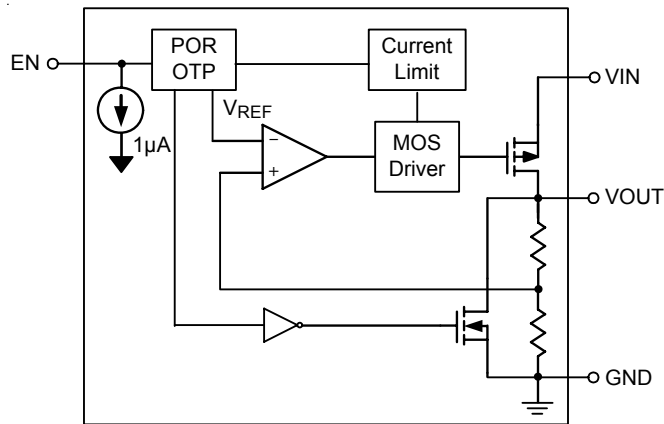 EN
POR
OTP
Current
Limit
VIN
1µA
VREF
−
+
MOS
Driver
VOUT
GND